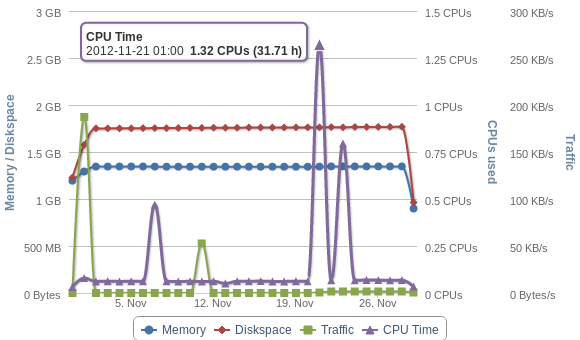 3 GB
2.5 GB
2 GB
1.5 GB
1 GB
500 MB
0 Bytes
Memory / Diskspace
CPU Time
2012-11-21 01:00 1.32 CPUs (31.71 h)
1.5 CPUs
1.25 CPUs
1 CPU
0.75 CPUs
0.5 CPUs
0.25 CPUs
0 CPUs
CPUs used
300 KB/s
250 KB/s
200 KB/s
150 KB/s
100 KB/s
50 KB/s
0 Bytes/s
Traffic
5. Nov 12. Nov 19. Nov 26. Nov
Memory Diskspace Traffic CPU Time